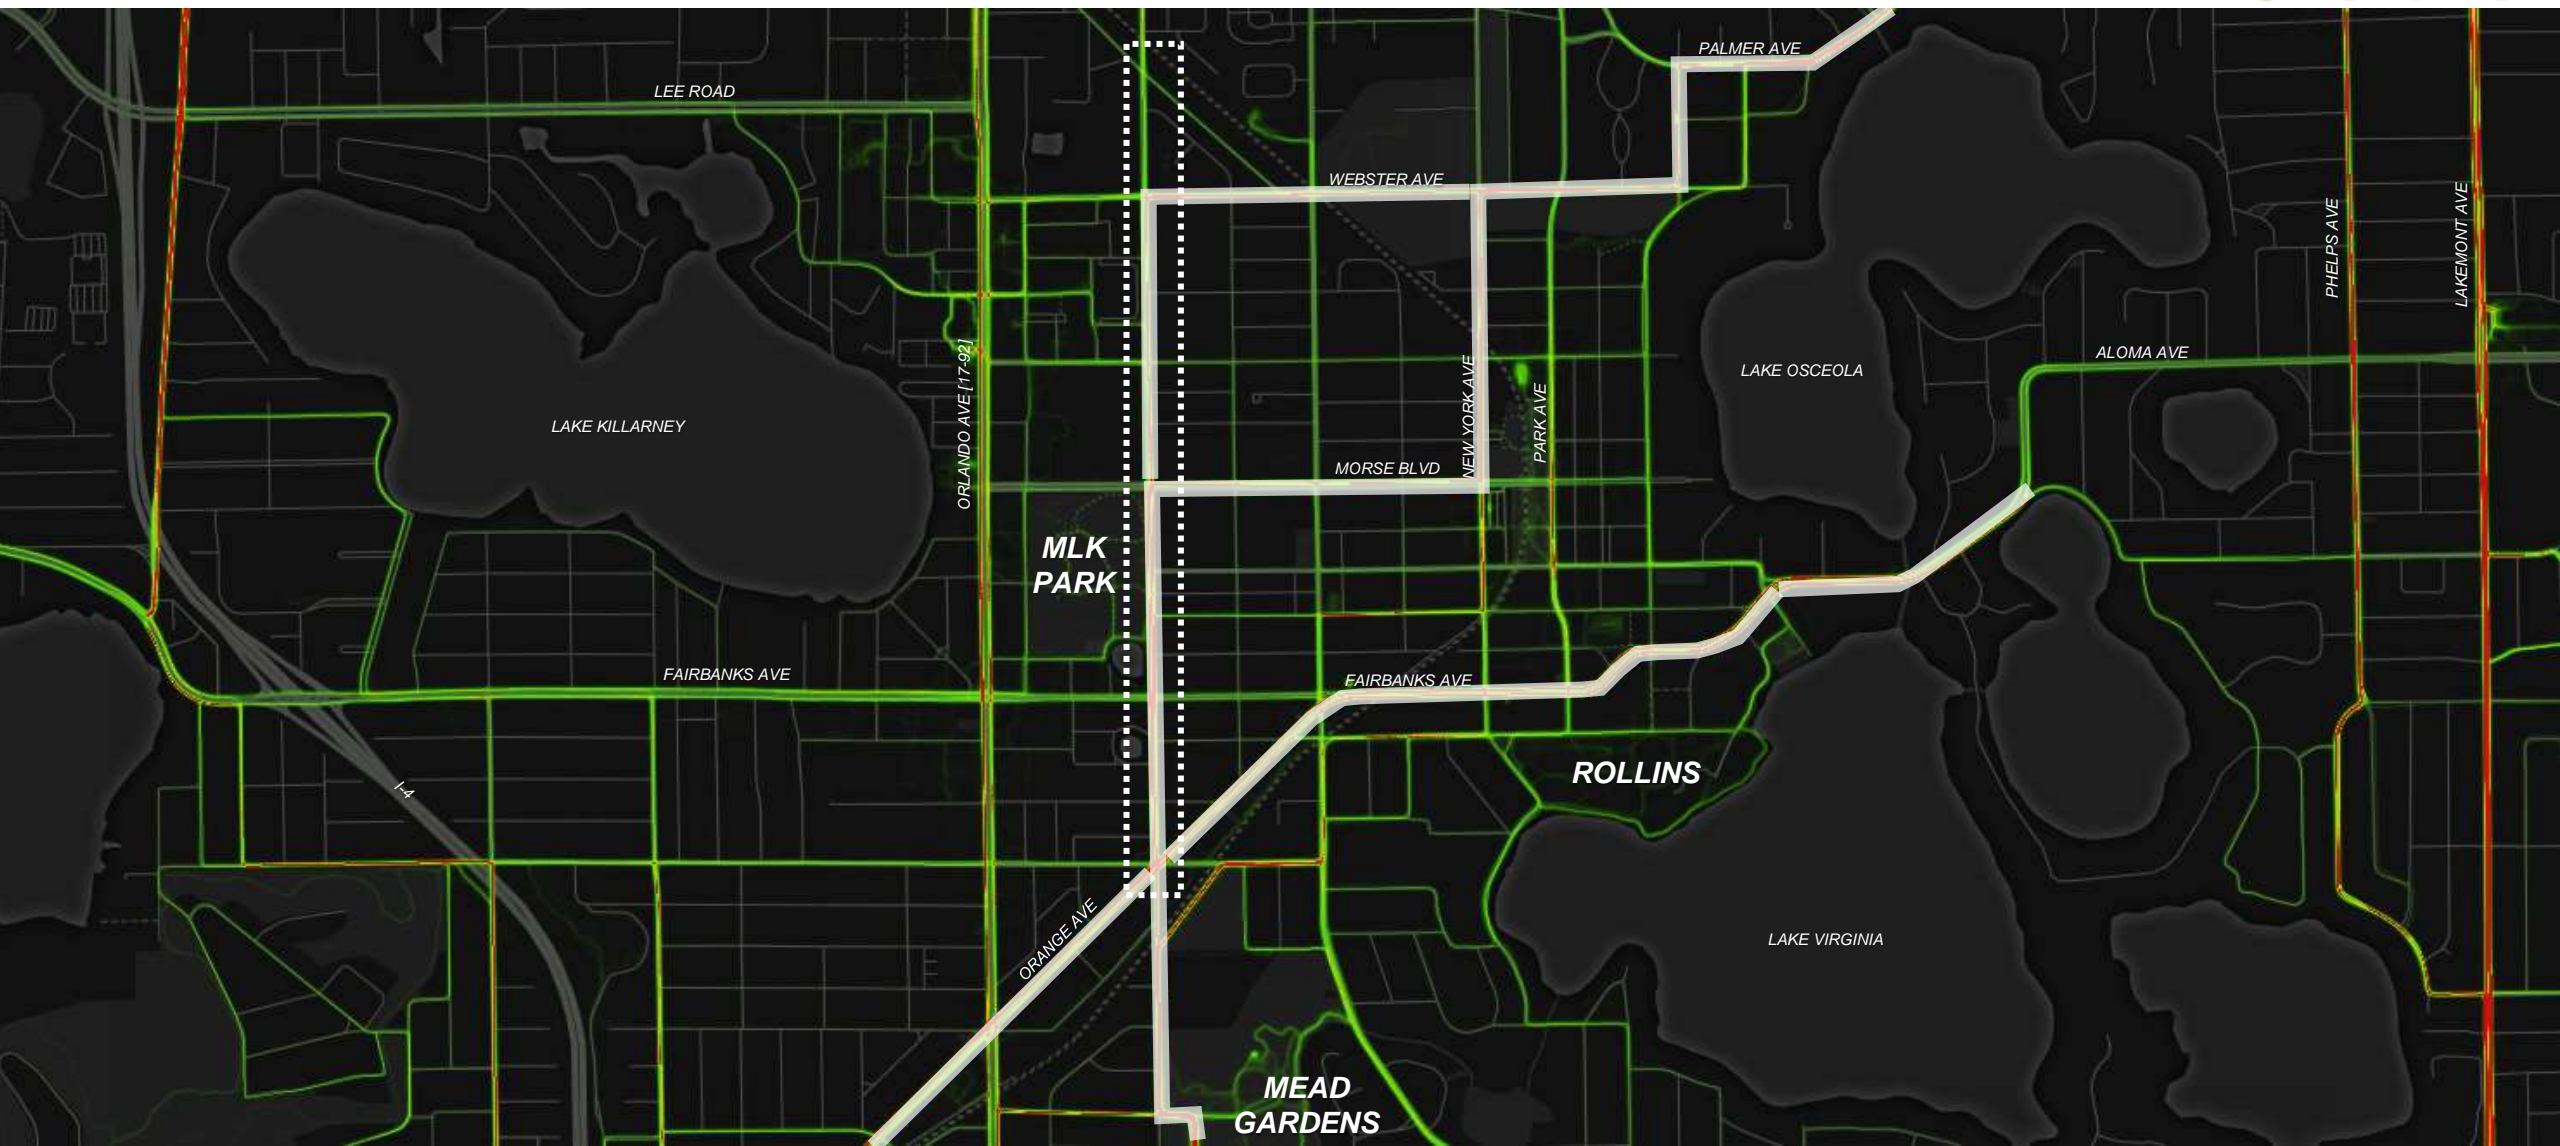 PALMER AVE
LEE ROAD
WEBSTER AVE
PHELPS AVE
LAKEMONT AVE
ORLANDO AVE [17-92]
NEW YORK AVE
PARK AVE
ALOMA AVE
LAKE OSCEOLA
LAKE KILLARNEY
MORSE BLVD
MLK
PARK
FAIRBANKS AVE
FAIRBANKS AVE
I-4
ROLLINS
ORANGE AVE
LAKE VIRGINIA
MEAD
GARDENS